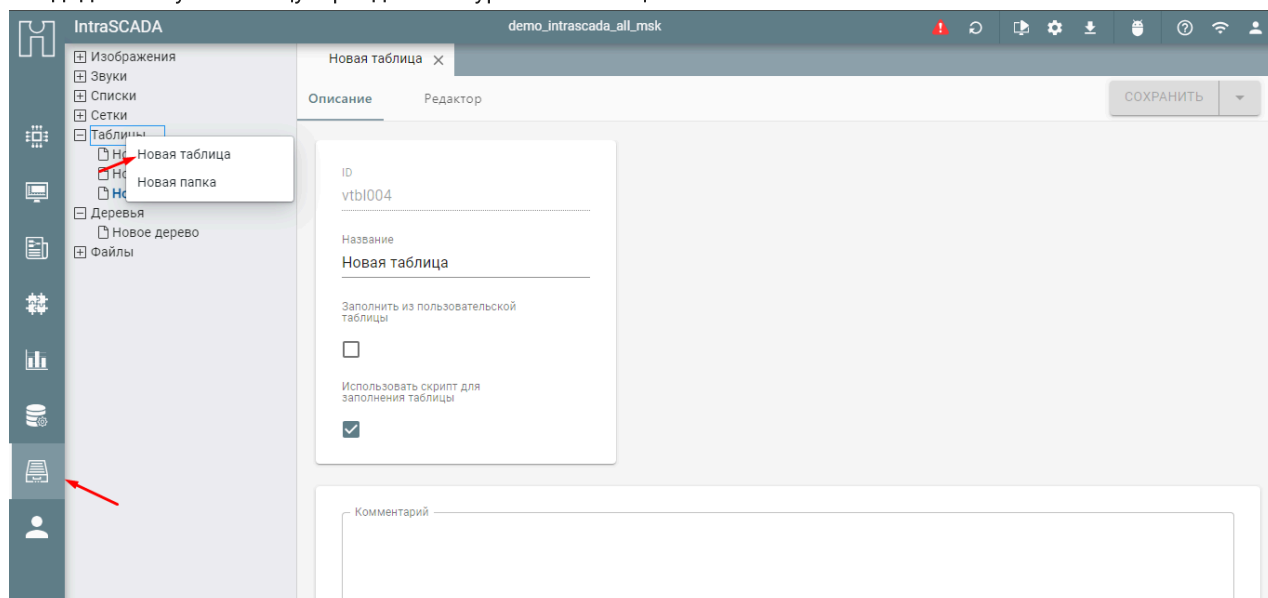 IntraSCADA
demo_intrascada_all_msk
Изображения
Звуки
Списки
Сетки
Таблицы
Новая таблица
Новая папка
Деревья
Новое дерево
Файлы
Новая таблица
Описание Редактор
СОХРАНИТЬ
ID
vtbl004
Название
Новая таблица
Заполнить из пользовательской
таблицы
Использовать скрипт для
заполнения таблицы
Комментарий